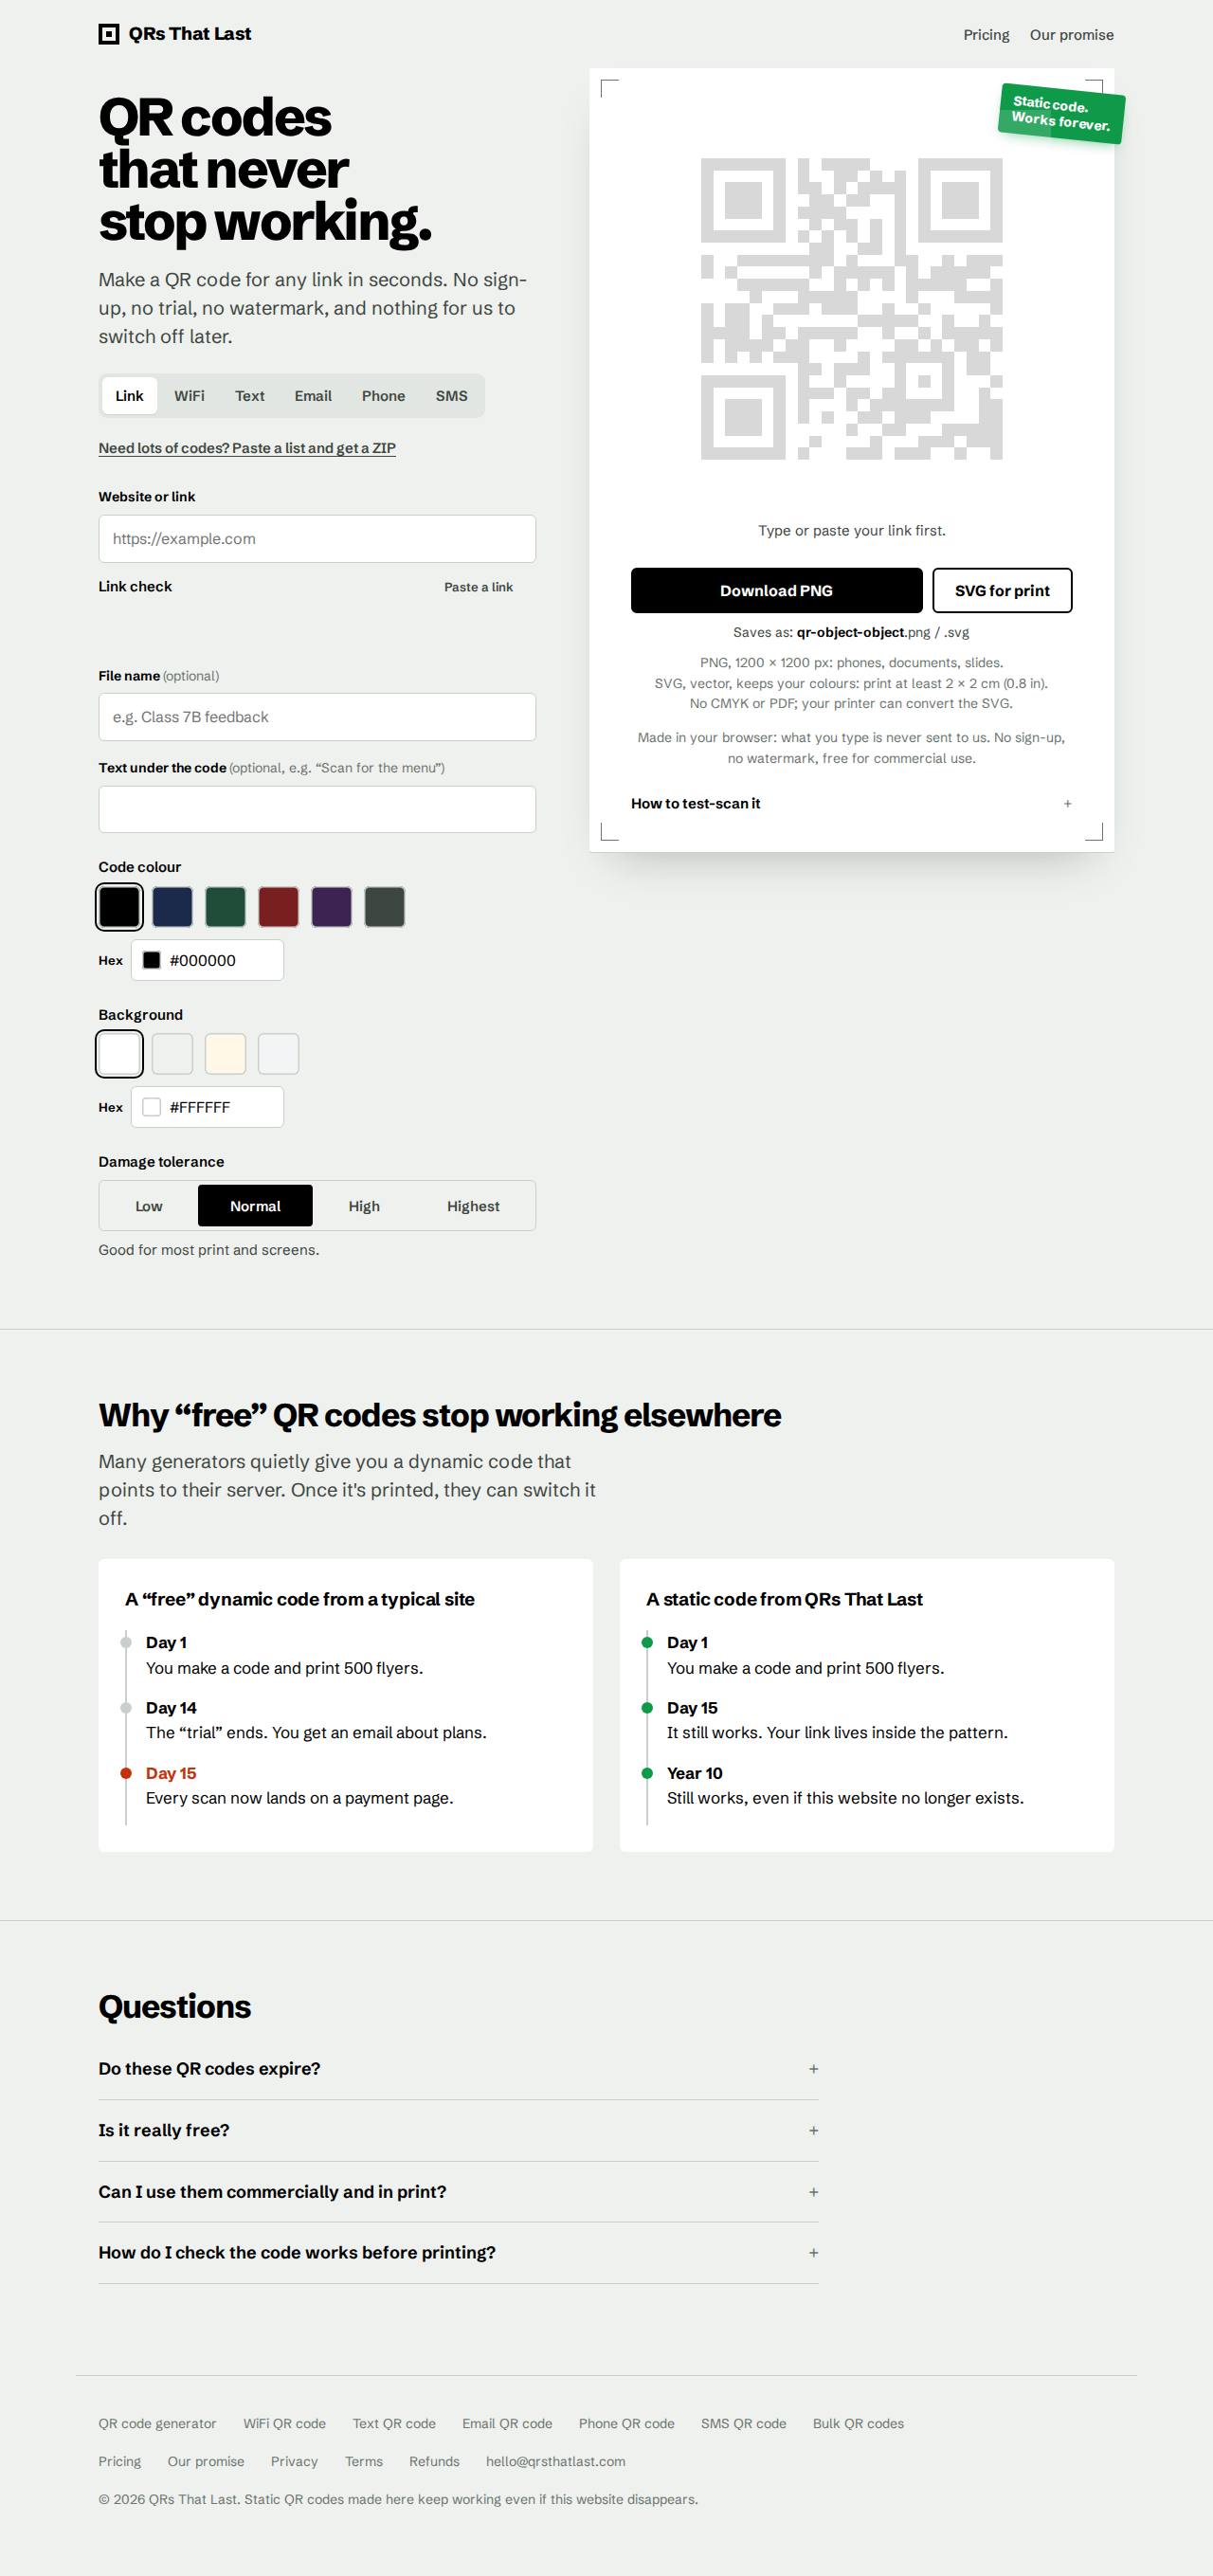 QRs That Last
Pricing
Our promise
QR codes
that never
stop working.
Make a QR code for any link in seconds. No sign-
up, no trial, no watermark, and nothing for us to
switch off later.
Link
WiFi
Text
Email
Phone
SMS
Need lots of codes? Paste a list and get a ZIP
Website or link
https://example.com
Link check
Paste a link
File name (optional)
e.g. Class 7B feedback
Text under the code (optional, e.g. “Scan for the menu”)
Code colour
Hex
#000000
Background
Hex
#FFFFFF
Damage tolerance
Low
Normal
High
Highest
Good for most print and screens.
Static code.
Works forever.
Type or paste your link first.
Download PNG
SVG for print
Saves as: qr-object-object.png / .svg
PNG, 1200 × 1200 px: phones, documents, slides.
SVG, vector, keeps your colours: print at least 2 × 2 cm (0.8 in).
No CMYK or PDF; your printer can convert the SVG.
Made in your browser: what you type is never sent to us. No sign-up,
no watermark, free for commercial use.
How to test-scan it
+
Why “free” QR codes stop working elsewhere
Many generators quietly give you a dynamic code that
points to their server. Once it's printed, they can switch it
off.
A “free” dynamic code from a typical site
Day 1
You make a code and print 500 flyers.
Day 14
The “trial” ends. You get an email about plans.
Day 15
Every scan now lands on a payment page.
A static code from QRs That Last
Day 1
You make a code and print 500 flyers.
Day 15
It still works. Your link lives inside the pattern.
Year 10
Still works, even if this website no longer exists.
Questions
Do these QR codes expire?
+
Is it really free?
+
Can I use them commercially and in print?
+
How do I check the code works before printing?
+
QR code generator
WiFi QR code
Text QR code
Email QR code
Phone QR code
SMS QR code
Bulk QR codes
Pricing
Our promise
Privacy
Terms
Refunds
hello@qrsthatlast.com
© 2026 QRs That Last. Static QR codes made here keep working even if this website disappears.